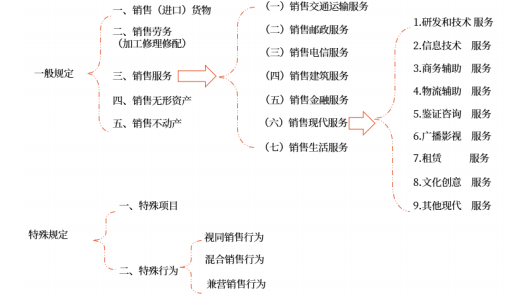 一般规定
一、销售（进口）货物
二、销售劳务
（加工修理修配）
三、销售服务
四、销售无形资产
五、销售不动产
（一）销售交通运输服务
（二）销售邮政服务
（三）销售电信服务
（四）销售建筑服务
（五）销售金融服务
（六）销售现代服务
（七）销售生活服务
1.研发和技术 服务
2.信息技术 服务
3.商务辅助 服务
4.物流辅助 服务
5.鉴证咨询 服务
6.广播影视 服务
7.租赁 服务
8.文化创意 服务
9.其他现代 服务
特殊规定
一、特殊项目
二、特殊行为
视同销售行为
混合销售行为
兼营销售行为